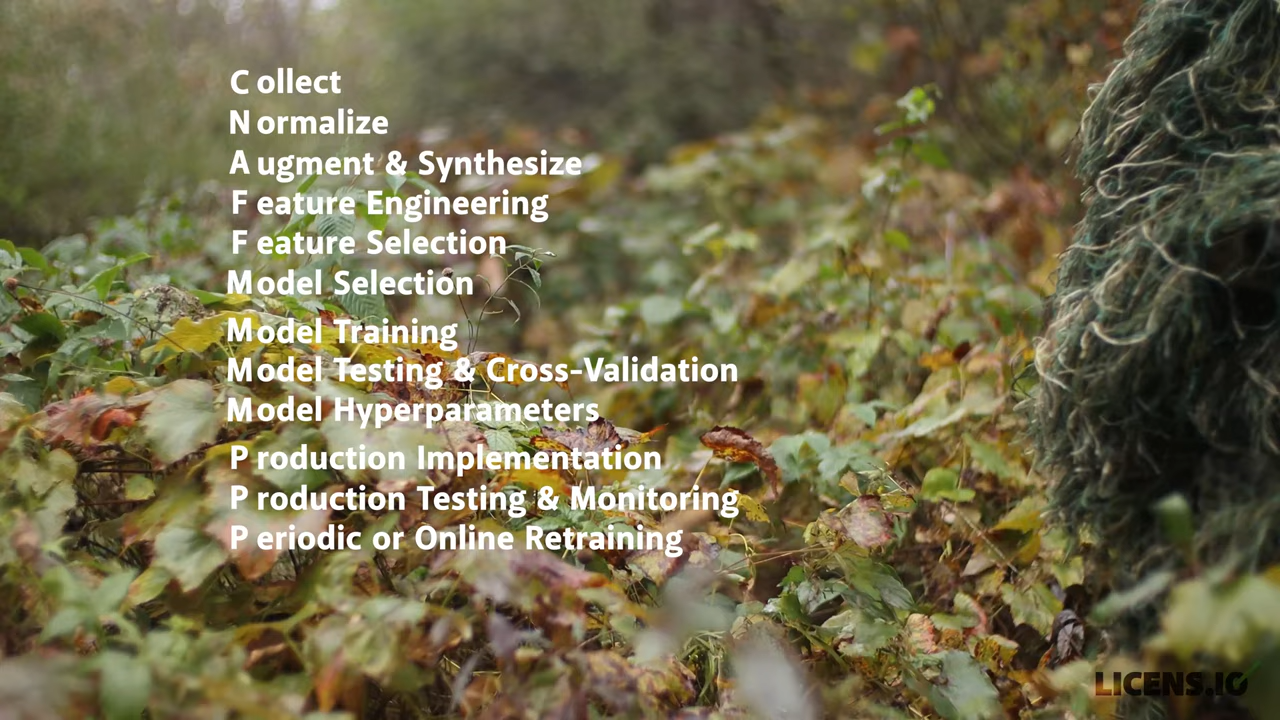 Collect
Normalize
Augment & Synthesize
Feature Engineering
Feature Selection
Model Selection
Model Training
Model Testing & Cross-Validation
Model Hyperparameters
Production Implementation
Production Testing & Monitoring
Periodic or Online Retraining
LICENS.IO